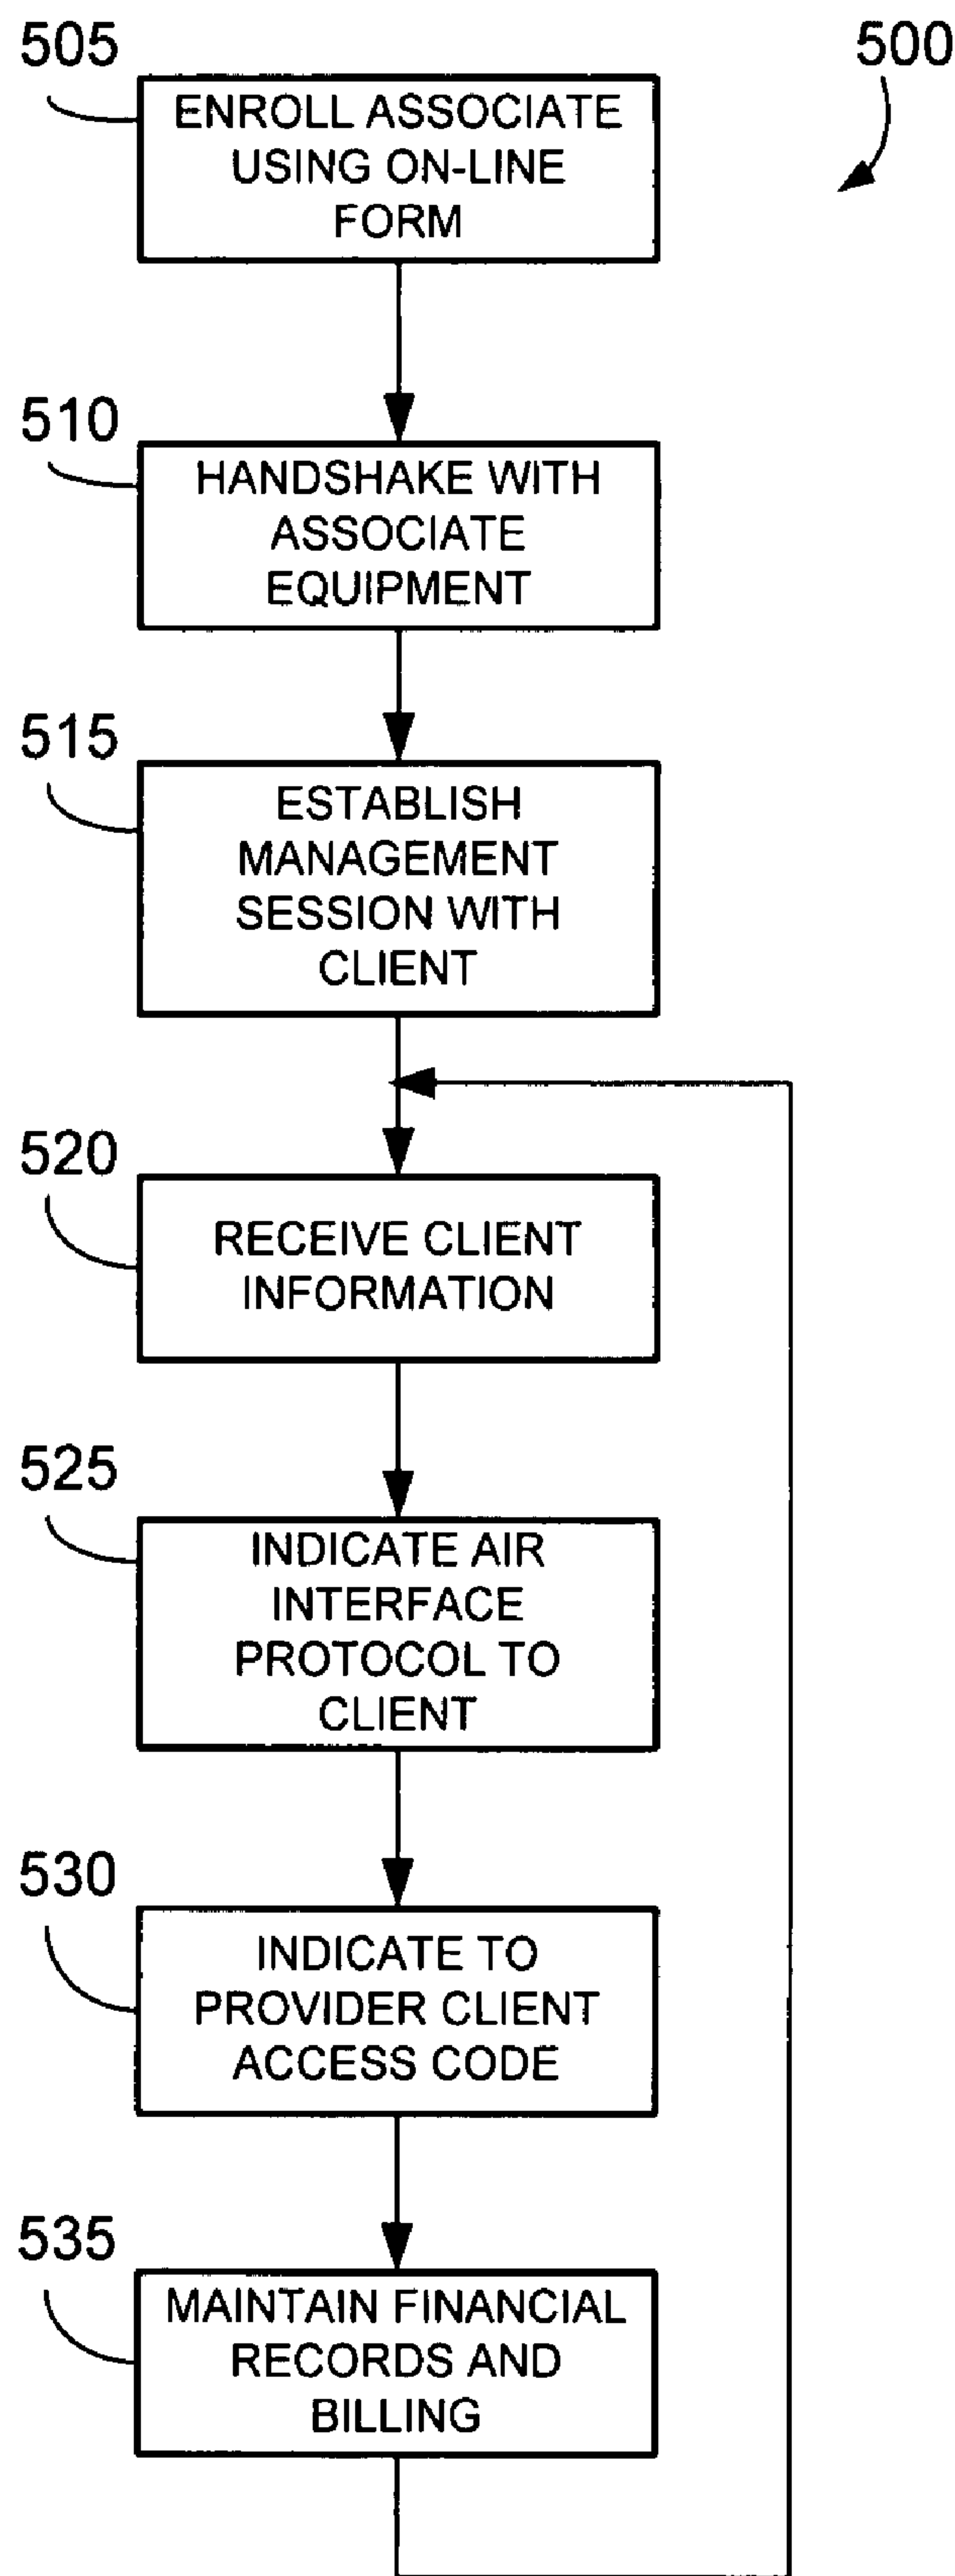 505
500
ENROLL ASSOCIATE
USING ON-LINE
FORM
510
HANDSHAKE WITH
ASSOCIATE
EQUIPMENT
515
ESTABLISH
MANAGEMENT
SESSION WITH
CLIENT
520
RECEIVE CLIENT
INFORMATION
525
INDICATE AIR
INTERFACE
PROTOCOL TO
CLIENT
530
INDICATE TO
PROVIDER CLIENT
ACCESS CODE
535
MAINTAIN FINANCIAL
RECORDS AND
BILLING